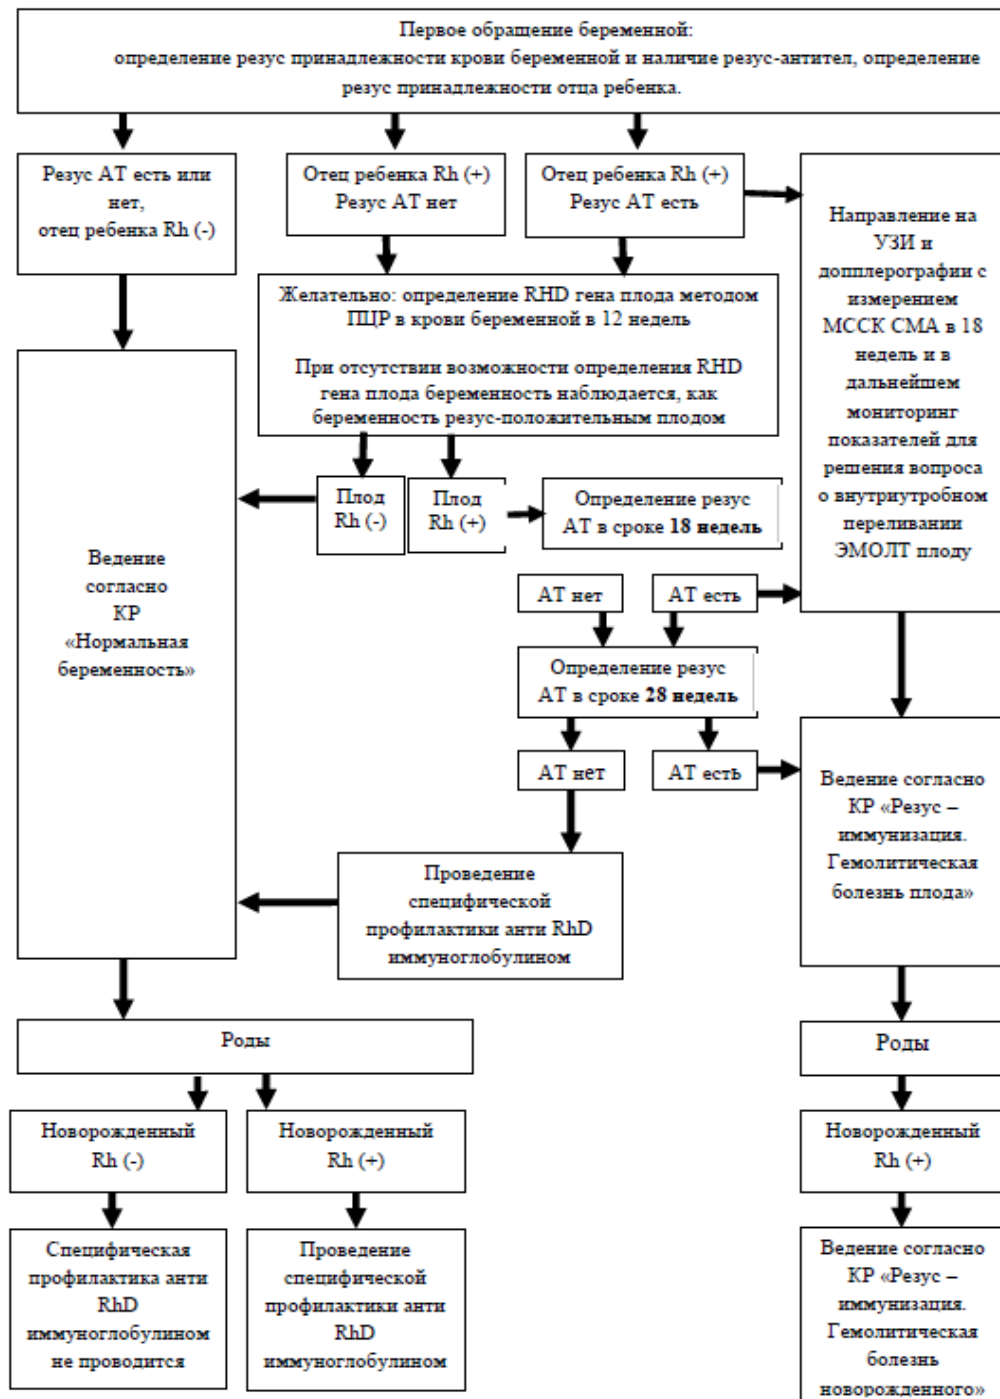 Первое обращение беременной:
определение резус принадлежности крови беременной и наличие резус-антител, определение
резус принадлежности отца ребенка.
Резус АТ есть или
нет,
отец ребенка Rh (-)
Отец ребенка Rh (+)
Резус АТ нет
Отец ребенка Rh (+)
Резус АТ есть
Направление на
УЗИ и
допплерографии с
измерением
МССК СМА в 18
недель и в
дальнейшем
мониторинг
показателей для
решения вопроса
о внутриутробном
переливании
ЭМОЛТ плоду
Желательно: определение RHD гена плода методом
ПЦР в крови беременной в 12 недель
При отсутствии возможности определения RHD
гена плода беременность наблюдается, как
беременность резус-положительным плодом
Плод
Rh (-)
Плод
Rh (+)
Определение резус
АТ в сроке 18 недель
Ведение
согласно
КР
«Нормальная
беременность»
АТ нет
АТ есть
Определение резус
АТ в сроке 28 недель
АТ нет
АТ есть
Ведение согласно
КР «Резус –
иммунизация.
Гемолитическая
болезнь плода»
Проведение
специфической
профилактики анти RhD
иммуноглобулином
Роды
Роды
Новорожденный
Rh (-)
Новорожденный
Rh (+)
Новорожденный
Rh (+)
Специфическая
профилактика анти
RhD
иммуноглобулином
не проводится
Проведение
специфической
профилактики анти
RhD
иммуноглобулином
Ведение согласно
КР «Резус –
иммунизация.
Гемолитическая
болезнь
новорожденного»